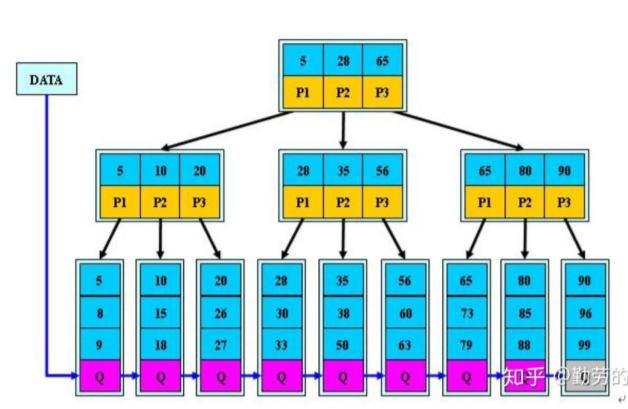 5 28 65
DATA
P1 P2 P3
5 10 20
28 35 56
65 80 90
P1 P2 P3
P1 P2 P3
P1 P2 P3
5 10 20 28 35 56 65 80 90
8 15 26 30 38 60 73 85 96
9 18 27 33 50 63 79 88 99
Q Q Q Q Q Q Q Q Q
知乎 @勤劳的